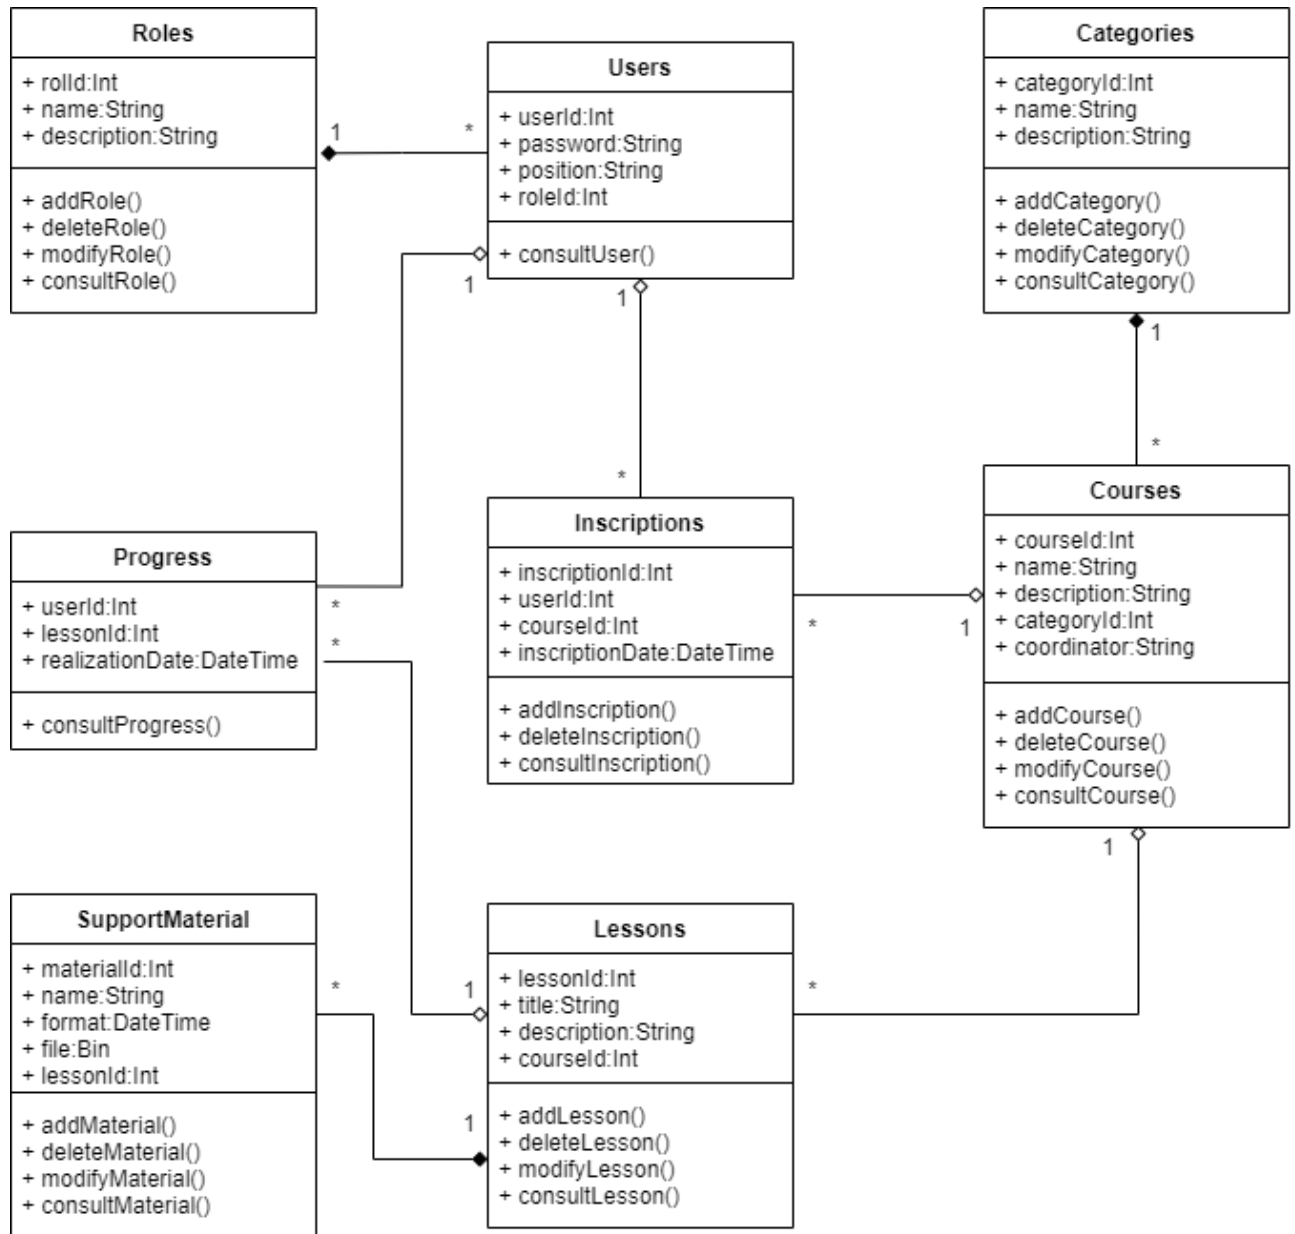 Roles
+ rolId:Int
+ name:String
+ description:String
+ addRole()
+ deleteRole()
+ modifyRole()
+ consultRole()
1
*
Users
+ userId:Int
+ password:String
+ position:String
+ roleId:Int
+ consultUser()
1
1
Categories
+ categoryId:Int
+ name:String
+ description:String
+ addCategory()
+ deleteCategory()
+ modifyCategory()
+ consultCategory()
1
*
*
Progress
+ userId:Int
+ lessonId:Int
+ realizationDate:DateTime
+ consultProgress()
*
*
Inscriptions
+ inscriptionId:Int
+ userId:Int
+ courseId:Int
+ inscriptionDate:DateTime
+ addInscription()
+ deleteInscription()
+ consultInscription()
*
1
Courses
+ courseId:Int
+ name:String
+ description:String
+ categoryId:Int
+ coordinator:String
+ addCourse()
+ deleteCourse()
+ modifyCourse()
+ consultCourse()
1
SupportMaterial
+ materialId:Int
+ name:String
+ format:DateTime
+ file:Bin
+ lessonId:Int
+ addMaterial()
+ deleteMaterial()
+ modifyMaterial()
+ consultMaterial()
*
1
1
Lessons
+ lessonId:Int
+ title:String
+ description:String
+ courseId:Int
+ addLesson()
+ deleteLesson()
+ modifyLesson()
+ consultLesson()
*